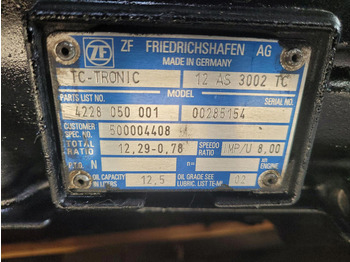 ZF FRIEDRICHSHAFEN AG
MADE IN GERMANY
TC-TRONIC 12 AS 3002 TC
PARTS LIST NO. MODEL SERIAL NO.
4228 050 001 00285154
CUSTOMER SPEC. NO. 500004408
TOTAL RATIO 12,29-0,78 SPEEDO RATIO IMP/U 8,00
P.T.O. N "n" ENGINE
OIL CAPACITY IN LITERS 12,5 OIL GRADE SEE LUBRIC. LIST TE-ML 02